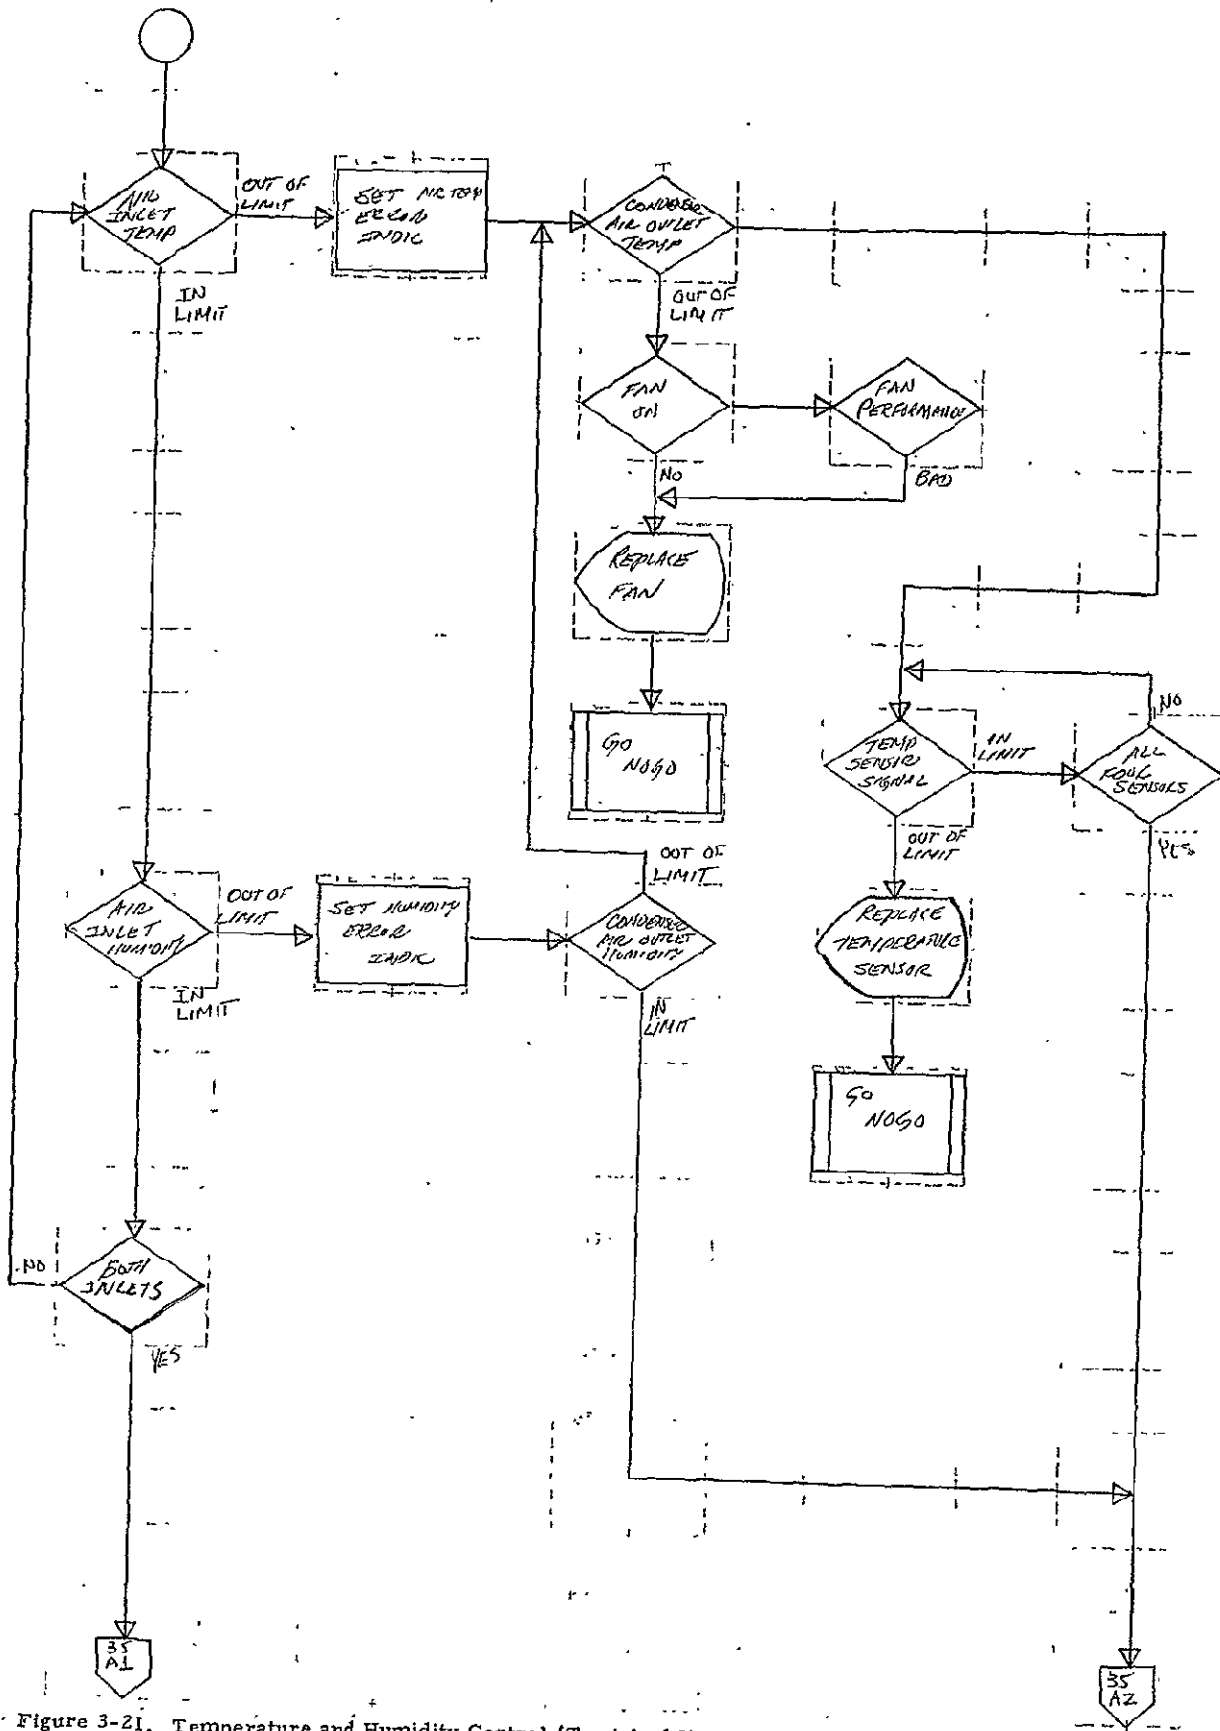 AIR
INLET
TEMP
OUT OF
LIMIT
SET AIR TEMP
ERROR
INDIC
CONDENSER
AIR OUTLET
TEMP
IN
LIMIT
OUT OF
LIMIT
FAN
ON
FAN
PERFORMANCE
NO
BAD
REPLACE
FAN
GO
NOGO
TEMP
SENSOR
SIGNAL
IN
LIMIT
NO
ALL
FOUR
SENSORS
OUT OF
LIMIT
YES
AIR
INLET
HUMIDITY
OUT OF
LIMIT
SET HUMIDITY
ERROR
INDIC
OUT OF
LIMIT
CONDENSER
AIR OUTLET
HUMIDITY
REPLACE
TEMPERATURE
SENSOR
IN
LIMIT
IN
LIMIT
GO
NOGO
NO
BOTH
INLETS
YES
35
A1
35
A2
Figure 3-21. Temperature and Humidity Control